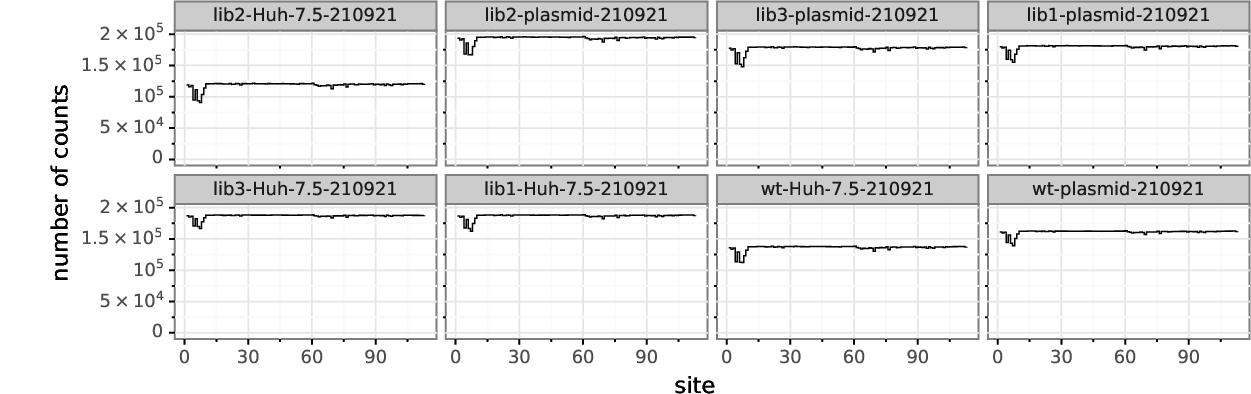 lib2-Huh-7.5-210921 lib2-plasmid-210921 lib3-plasmid-210921 lib1-plasmid-210921
2 × 10⁵
1.5 × 10⁵
10⁵
5 × 10⁴
0
lib3-Huh-7.5-210921 lib1-Huh-7.5-210921 wt-Huh-7.5-210921 wt-plasmid-210921
2 × 10⁵
1.5 × 10⁵
10⁵
5 × 10⁴
0
number of counts
0 30 60 90 0 30 60 90 0 30 60 90 0 30 60 90
site